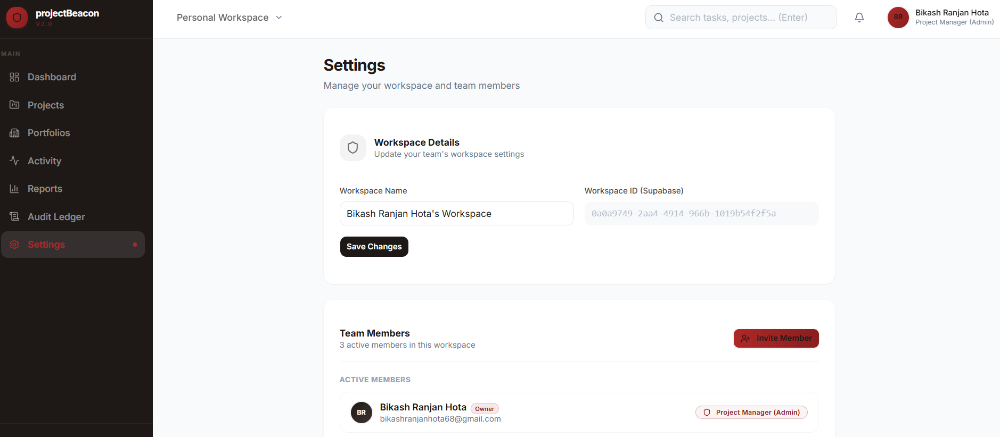 projectBeacon
V2.0
MAIN
Dashboard
Projects
Portfolios
Activity
Reports
Audit Ledger
Settings
Personal Workspace
Search tasks, projects... (Enter)
BR
Bikash Ranjan Hota
Project Manager (Admin)
Settings
Manage your workspace and team members
Workspace Details
Update your team's workspace settings
Workspace Name
Bikash Ranjan Hota's Workspace
Workspace ID (Supabase)
0a0a9749-2aa4-4914-966b-1019b54f2f5a
Save Changes
Team Members
3 active members in this workspace
Invite Member
ACTIVE MEMBERS
BR
Bikash Ranjan Hota Owner
bikashranjanhota68@gmail.com
Project Manager (Admin)